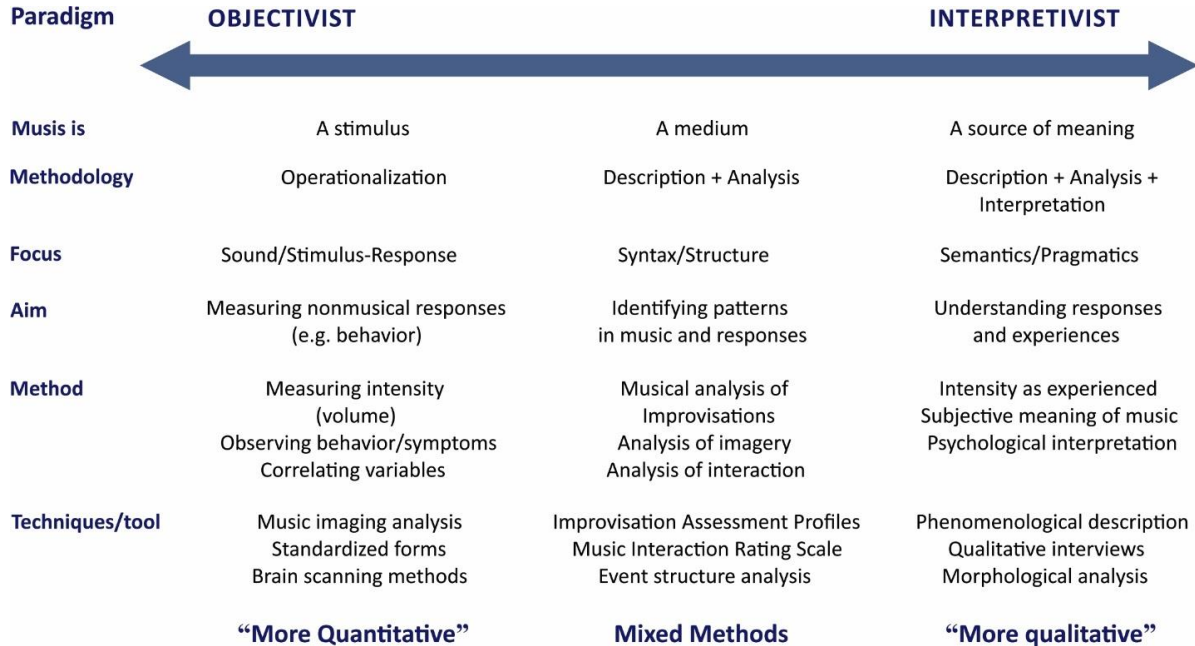 Paradigm OBJECTIVIST INTERPRETIVIST
Musis is A stimulus A medium A source of meaning
Methodology Operationalization Description + Analysis Description + Analysis +
Interpretation
Focus Sound/Stimulus-Response Syntax/Structure Semantics/Pragmatics
Aim Measuring nonmusical responses Identifying patterns Understanding responses
(e.g. behavior) in music and responses and experiences
Method Measuring intensity Musical analysis of Intensity as experienced
(volume) Improvisations Subjective meaning of music
Observing behavior/symptoms Analysis of imagery Psychological interpretation
Correlating variables Analysis of interaction
Techniques/tool Music imaging analysis Improvisation Assessment Profiles Phenomenological description
Standardized forms Music Interaction Rating Scale Qualitative interviews
Brain scanning methods Event structure analysis Morphological analysis
“More Quantitative” Mixed Methods “More qualitative”